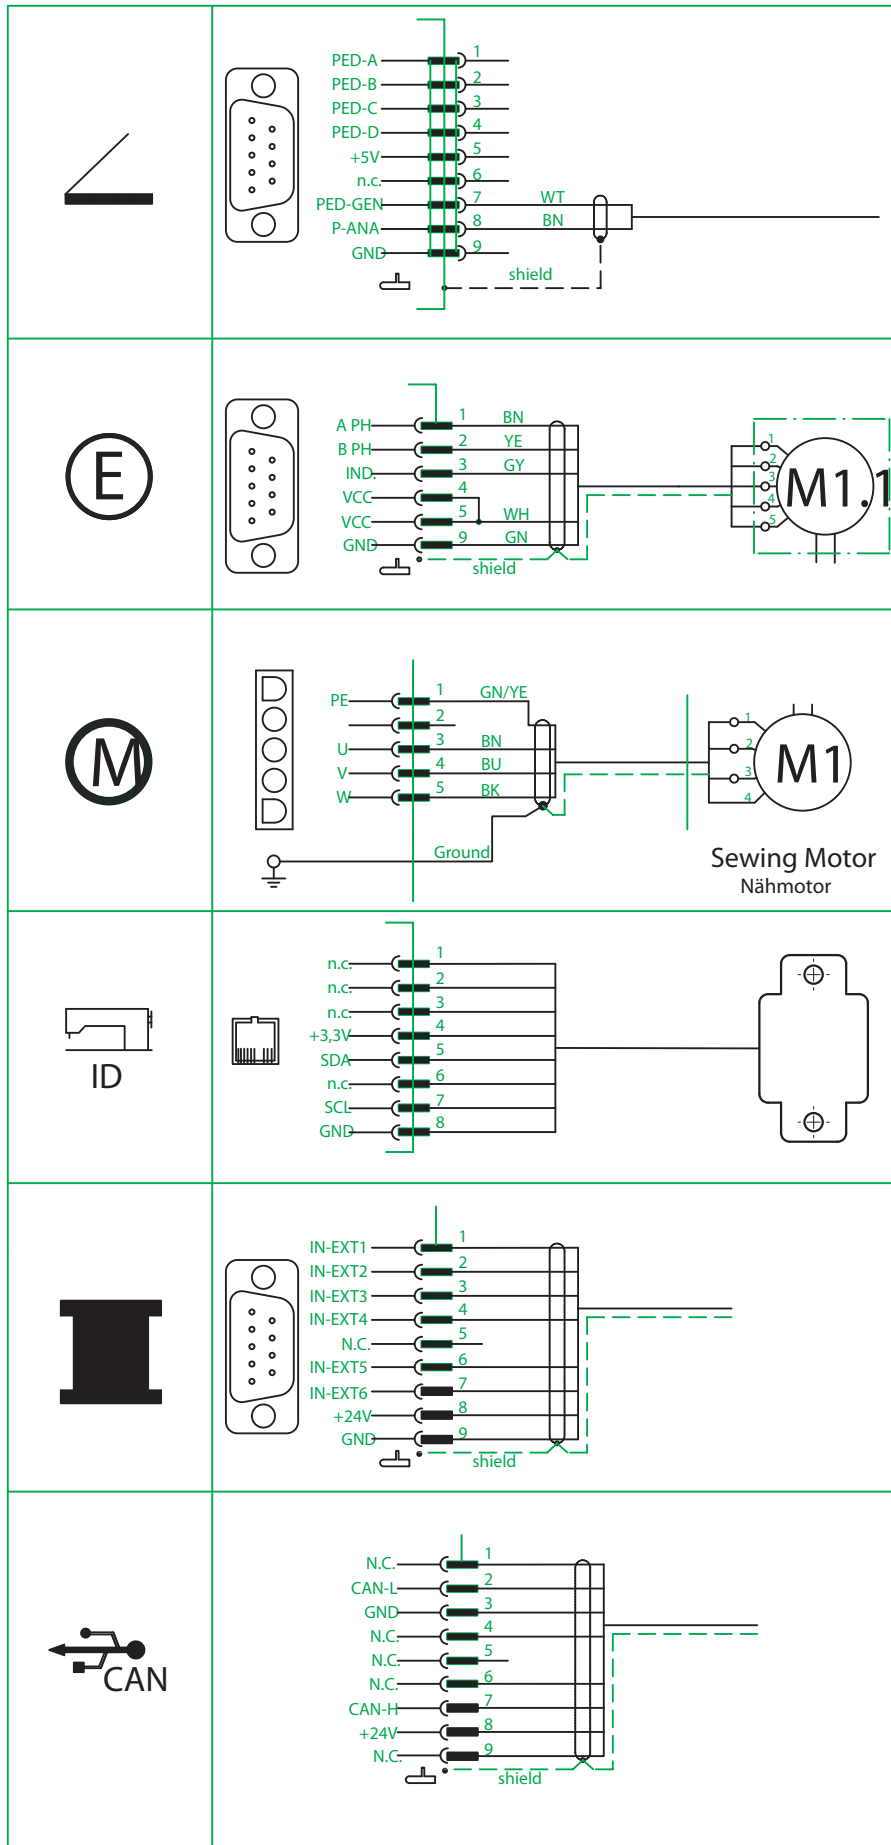 PED-A 1
PED-B 2
PED-C 3
PED-D 4
+5V 5
n.c. 6
PED-GEN 7 WT
P-ANA 8 BN
GND 9
shield
E
A PH 1 BN
B PH 2 YE
IND. 3 GY
VCC 4
VCC 5 WH
GND 9 GN
shield
1
2
3
4
5
M1.1
M
PE 1 GN/YE
2
U 3 BN
V 4 BU
W 5 BK
Ground
1
2
3
4
M1
Sewing Motor
Nähmotor
ID
n.c. 1
n.c. 2
n.c. 3
+3,3V 4
SDA 5
n.c. 6
SCL 7
GND 8
IN-EXT1 1
IN-EXT2 2
IN-EXT3 3
IN-EXT4 4
N.C. 5
IN-EXT5 6
IN-EXT6 7
+24V 8
GND 9
shield
CAN
N.C. 1
CAN-L 2
GND 3
N.C. 4
N.C. 5
N.C. 6
CAN-H 7
+24V 8
N.C. 9
shield